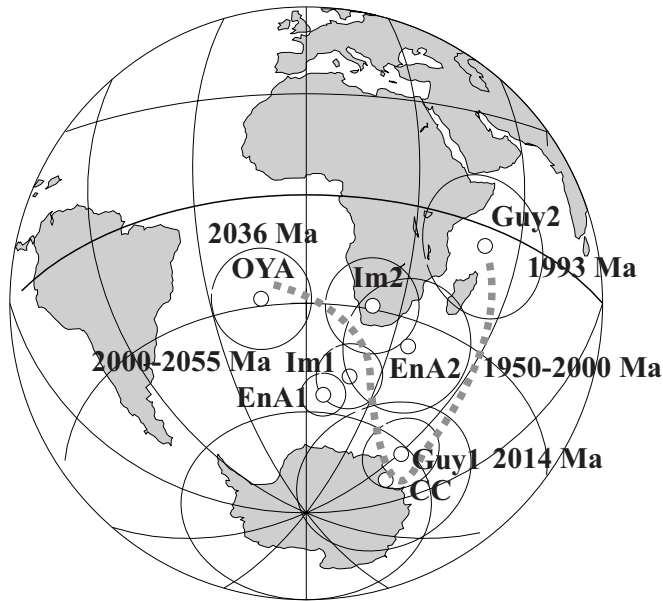 Guy2
2036 Ma
OYA
1993 Ma
Im2
2000-2055 Ma Im1
EnA2 1950-2000 Ma
EnA1
Guy1 2014 Ma
CC